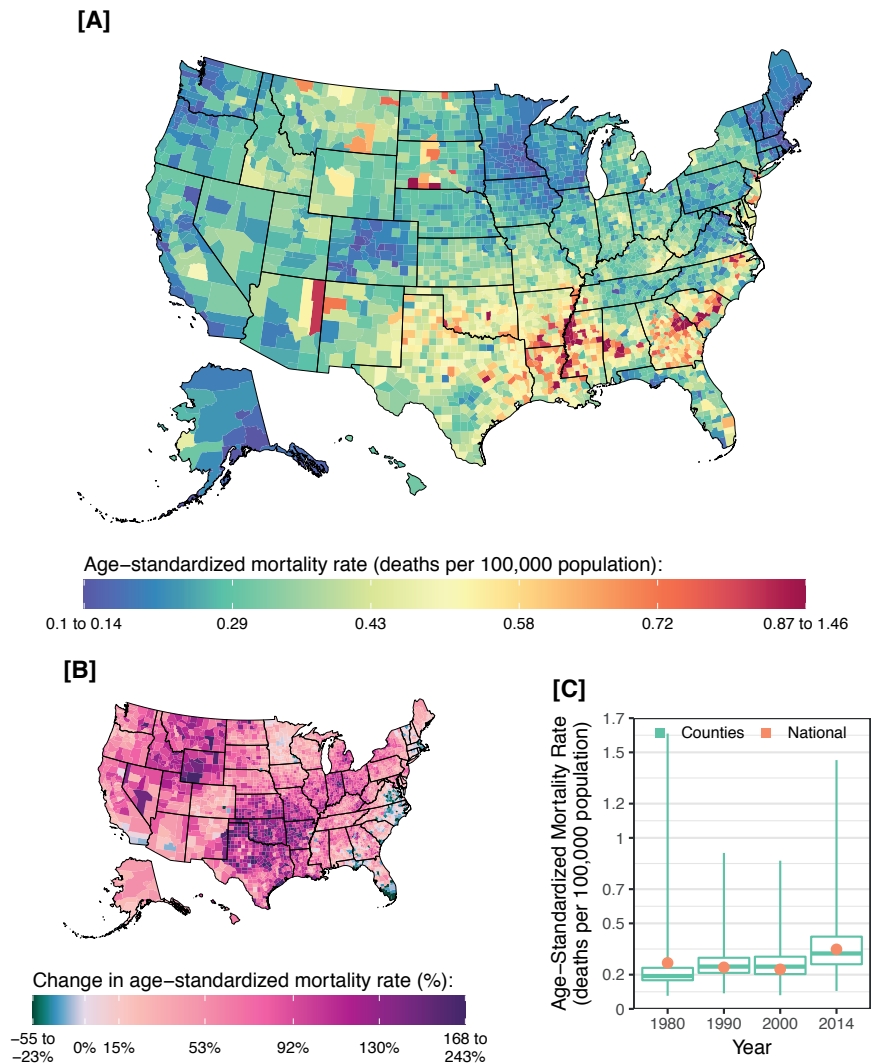 [A]
Age−standardized mortality rate (deaths per 100,000 population):
0.1 to 0.14 0.29 0.43 0.58 0.72 0.87 to 1.46
[B]
Change in age−standardized mortality rate (%):
−55 to
−23% 0% 15% 53% 92% 130% 168 to
243%
[C]
Age−Standardized Mortality Rate
(deaths per 100,000 population)
1.7
1.5
1.2
1
0.7
0.5
0.2
0
Counties National
1980 1990 2000 2014
Year